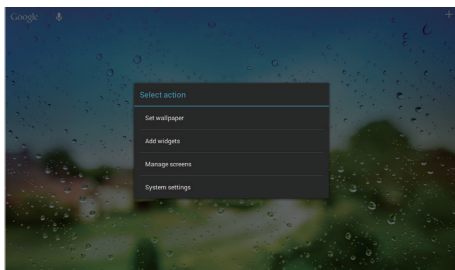 Google
Select action
Set wallpaper
Add widgets
Manage screens
System settings